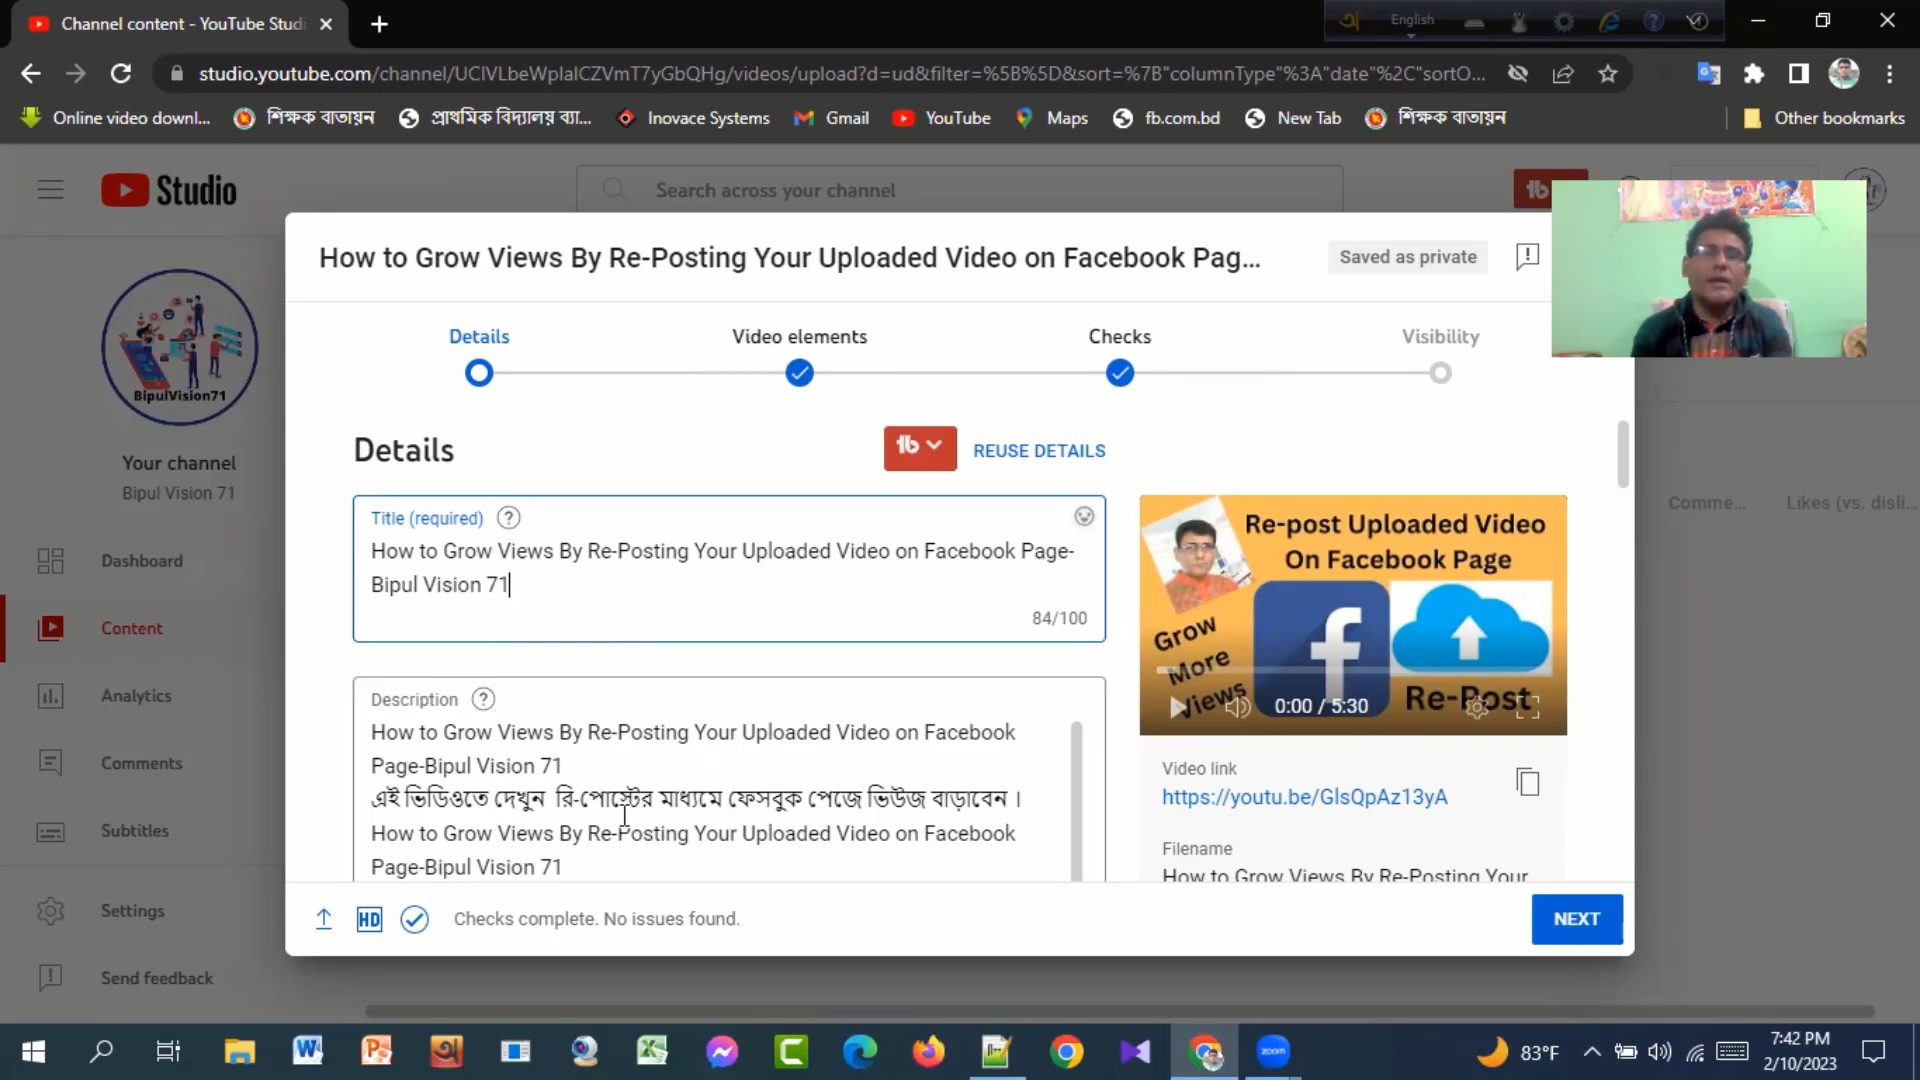 Channel content - YouTube Studi
English
studio.youtube.com/channel/UCIVLbeWplalCZVmT7yGbQHg/videos/upload?d=ud&filter=%5B%5D&sort=%7B"columnType"%3A"date"%2C"sortO...
Online video downl...
শিক্ষক বাতায়ন
প্রাথমিক বিদ্যালয় ব্যা...
Inovace Systems
Gmail
YouTube
Maps
fb.com.bd
New Tab
শিক্ষক বাতায়ন
Other bookmarks
Studio
Search across your channel
How to Grow Views By Re-Posting Your Uploaded Video on Facebook Pag...
Saved as private
Details
Video elements
Checks
Visibility
BipulVision71
Your channel
Bipul Vision 71
Details
REUSE DETAILS
Title (required)
How to Grow Views By Re-Posting Your Uploaded Video on Facebook Page-
Bipul Vision 71
84/100
Re-post Uploaded Video
On Facebook Page
Grow
More
Views
Re-Post
0:00 / 5:30
Comme...
Likes (vs. disli...
Dashboard
Content
Analytics
Comments
Subtitles
Settings
Send feedback
Description
How to Grow Views By Re-Posting Your Uploaded Video on Facebook
Page-Bipul Vision 71
এই ভিডিওতে দেখুন রি-পোস্টের মাধ্যমে ফেসবুক পেজে ভিউজ বাড়াবেন ।
How to Grow Views By Re-Posting Your Uploaded Video on Facebook
Page-Bipul Vision 71
Video link
https://youtu.be/GlsQpAz13yA
Filename
How to Grow Views By Re-Posting Your
HD
Checks complete. No issues found.
NEXT
zoom
83°F
7:42 PM
2/10/2023